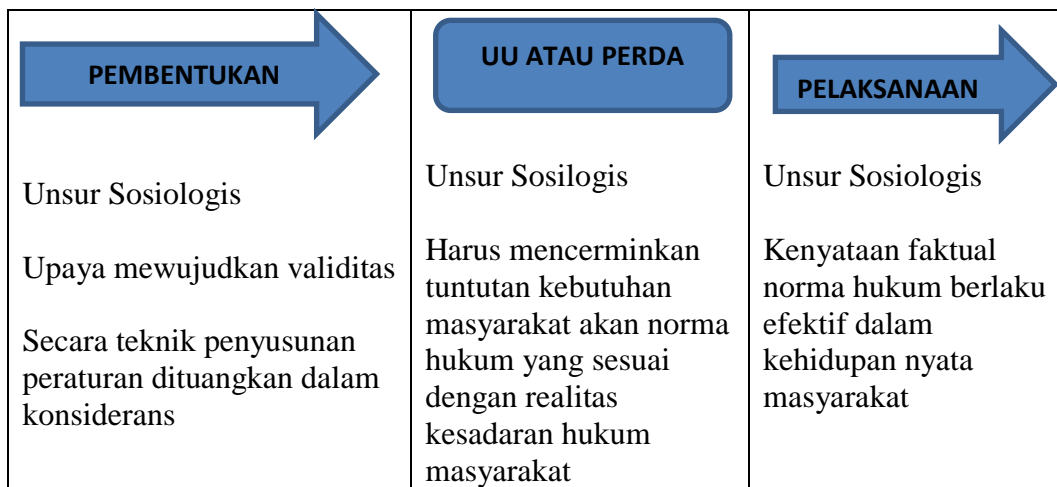 PEMBENTUKAN
Unsur Sosiologis
Upaya mewujudkan validitas
Secara teknik penyusunan
peraturan dituangkan dalam
konsiderans
UU ATAU PERDA
Unsur Sosilogis
Harus mencerminkan
tuntutan kebutuhan
masyarakat akan norma
hukum yang sesuai
dengan realitas
kesadaran hukum
masyarakat
PELAKSANAAN
Unsur Sosiologis
Kenyataan faktual
norma hukum berlaku
efektif dalam
kehidupan nyata
masyarakat